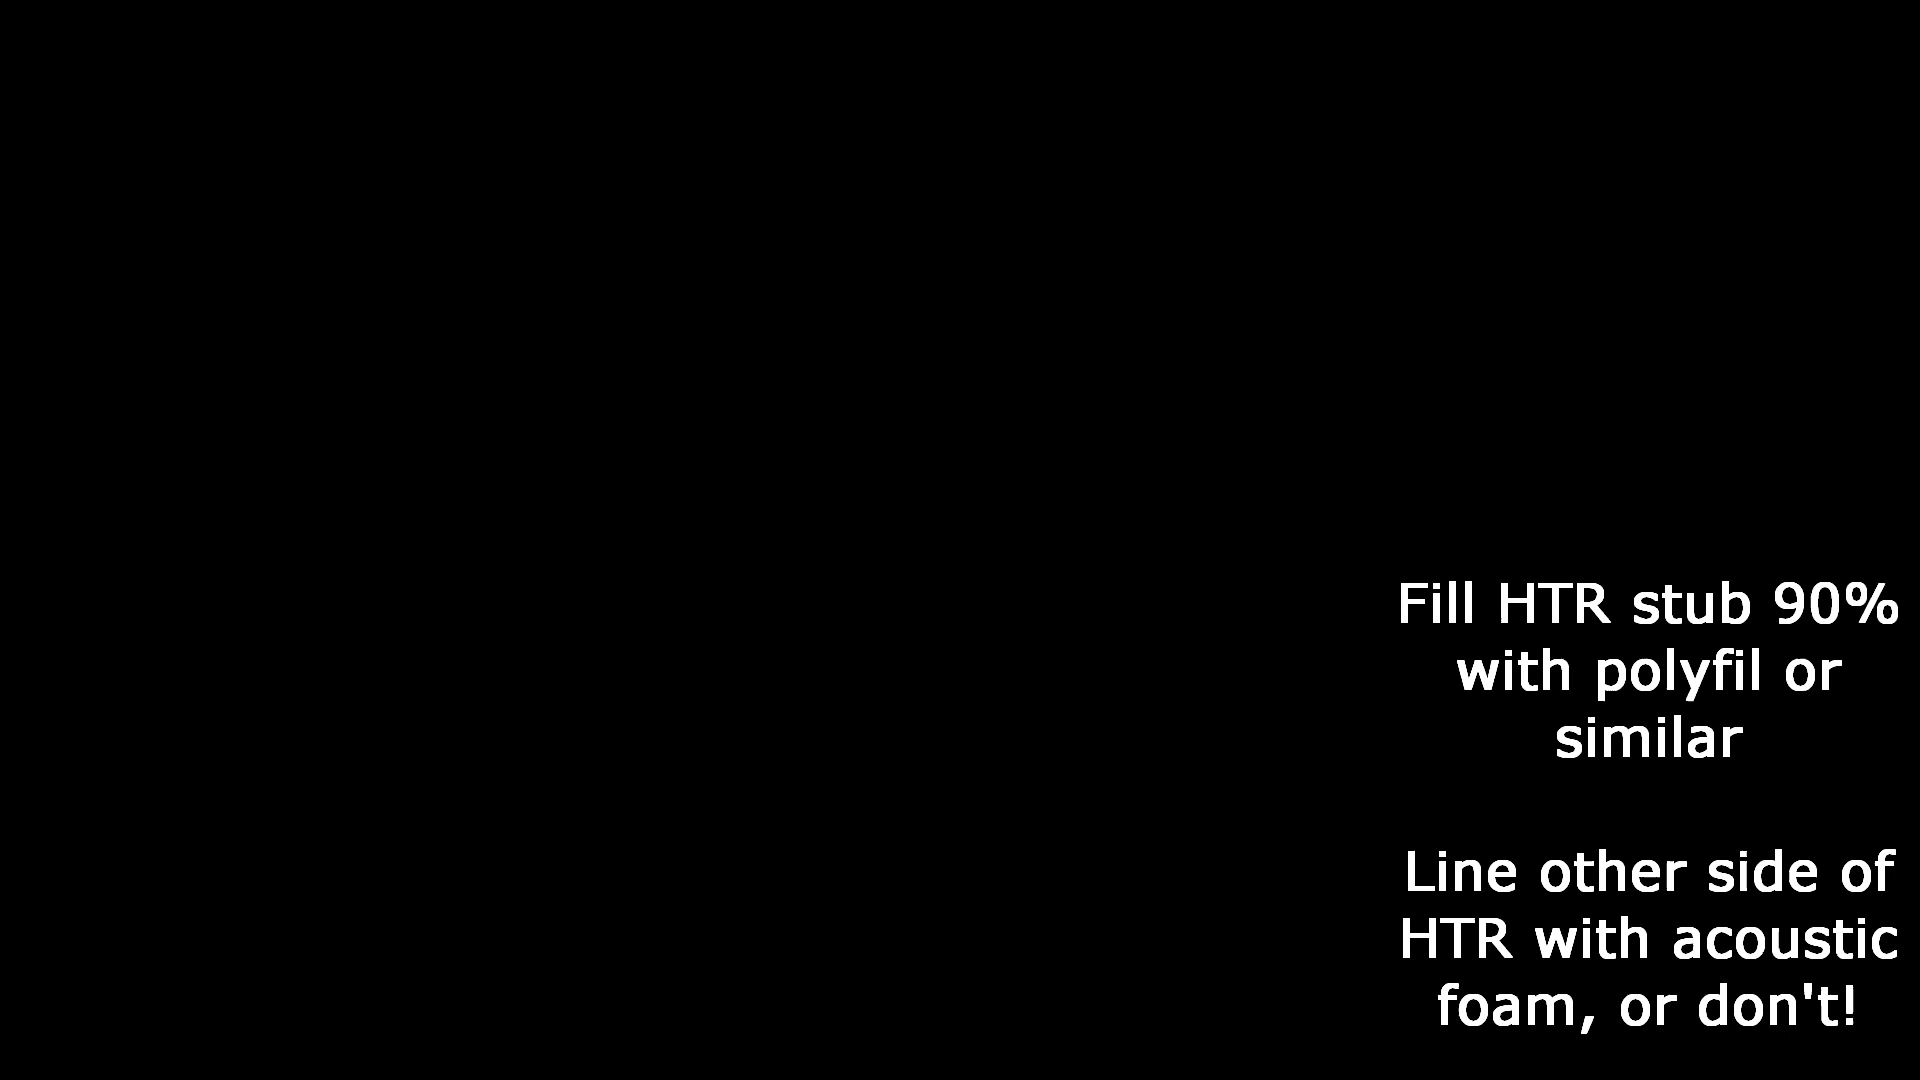 Fill HTR stub 90%
with polyfil or
similar
Line other side of
HTR with acoustic
foam, or don't!